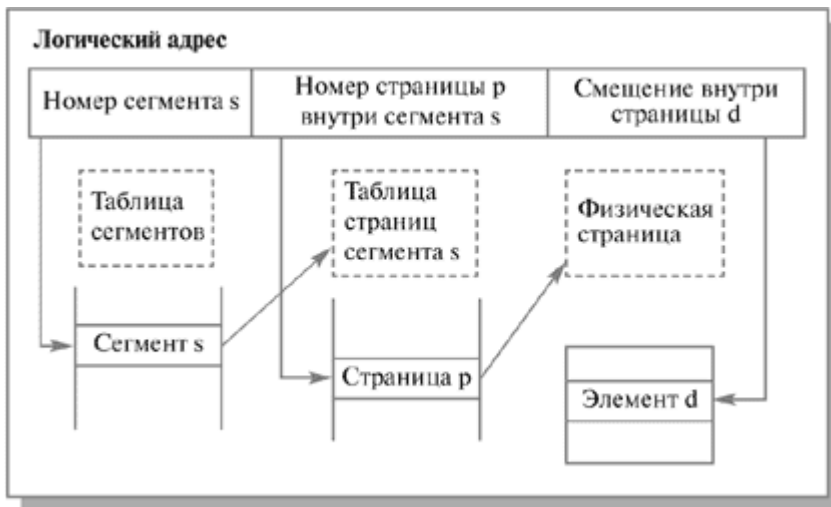 Логический адрес
Номер сегмента s
Номер страницы p
внутри сегмента s
Смещение внутри
страницы d
Таблица
сегментов
Таблица
страниц
сегмента s
Физическая
страница
Сегмент s
Страница p
Элемент d